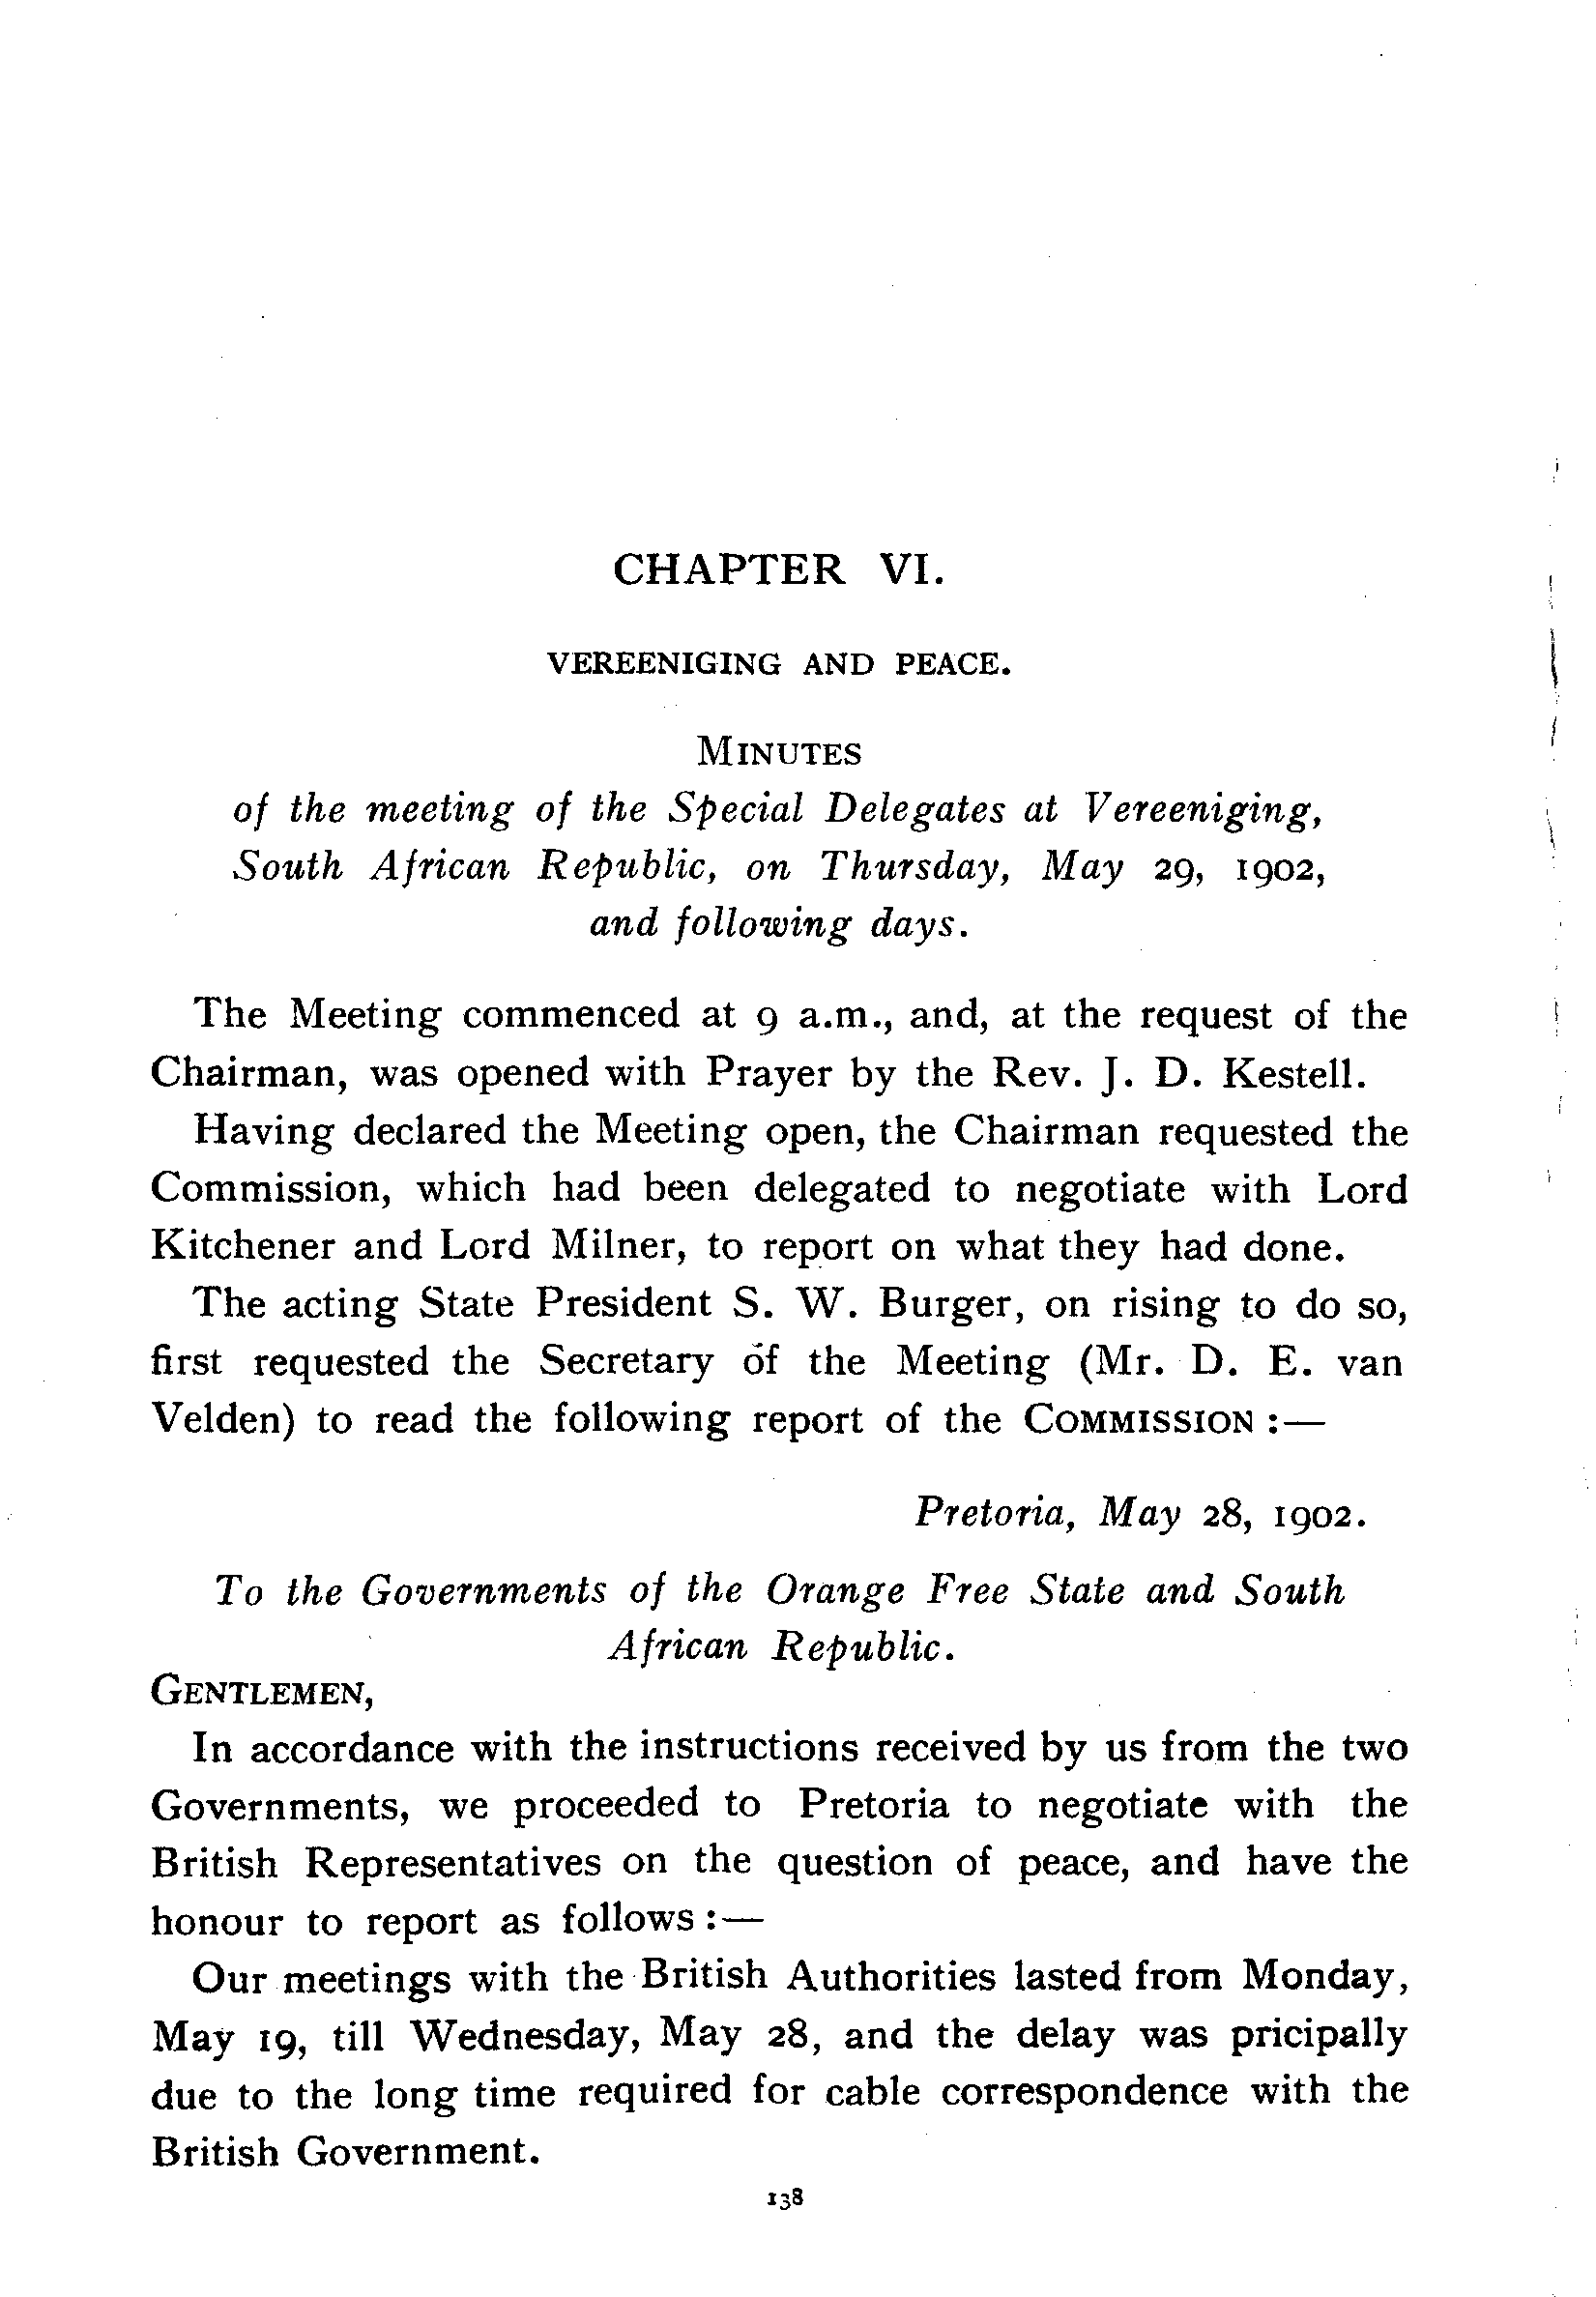 CHAPTER VI.
VEREENIGING AND PEACE.
MINUTES
of the meeting of the Special Delegates at Vereeniging,
South African Republic, on Thursday, May 29, 1902,
and following days.
The Meeting commenced at 9 a.m., and, at the request of the
Chairman, was opened with Prayer by the Rev. J. D. Kestell.
Having declared the Meeting open, the Chairman requested the
Commission, which had been delegated to negotiate with Lord
Kitchener and Lord Milner, to report on what they had done.
The acting State President S. W. Burger, on rising to do so,
first requested the Secretary of the Meeting (Mr. D. E. van
Velden) to read the following report of the COMMISSION :—
Pretoria, May 28, 1902.
To the Governments of the Orange Free State and South
African Republic.
GENTLEMEN,
In accordance with the instructions received by us from the two
Governments, we proceeded to Pretoria to negotiate with the
British Representatives on the question of peace, and have the
honour to report as follows :—
Our meetings with the British Authorities lasted from Monday,
May 19, till Wednesday, May 28, and the delay was pricipally
due to the long time required for cable correspondence with the
British Government.
138